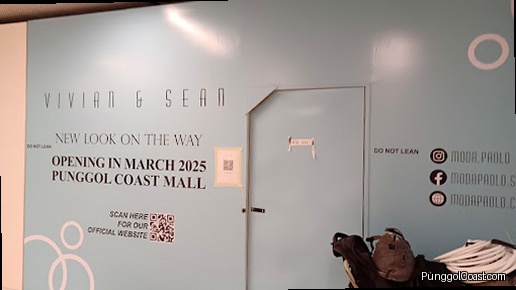 VIVIAN & SEAN
NEW LOOK ON THE WAY
DO NOT LEAN
OPENING IN MARCH 2025
PUNGGOL COAST MALL
SCAN HERE
FOR OUR
OFFICIAL WEBSITE
DO NOT LEAN
MODA.PAOLO
MODAPAOLO.S
MODAPAOLO.C
PunggolCoast.com